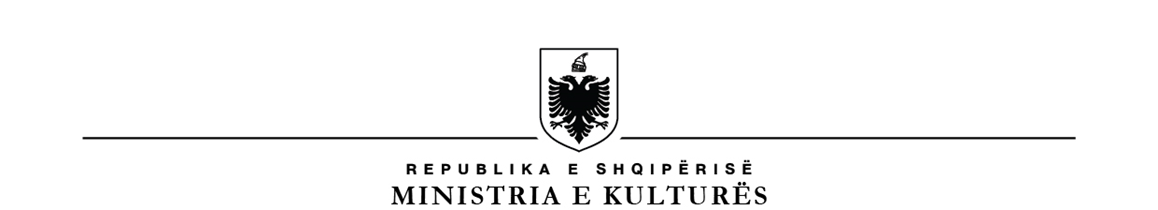 REPUBLIKA E SHQIPËRISË
MINISTRIA E KULTURËS